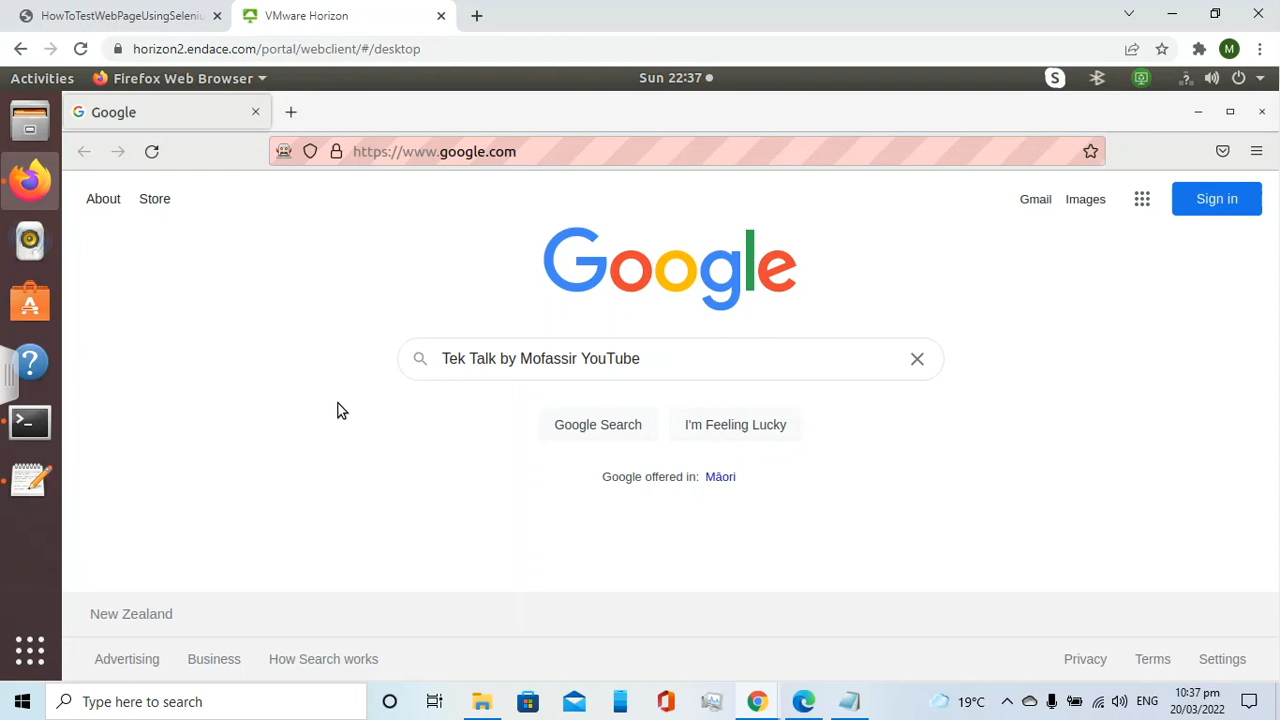 HowToTestWebPageUsingSeleniu
VMware Horizon
horizon2.endace.com/portal/webclient/#/desktop
M
Activities
Firefox Web Browser
Sun 22:37
S
Google
https://www.google.com
About
Store
Gmail
Images
Sign in
Google
Tek Talk by Mofassir YouTube
Google Search
I'm Feeling Lucky
Google offered in: Māori
New Zealand
Advertising
Business
How Search works
Privacy
Terms
Settings
Type here to search
19°C
ENG
10:37 pm
20/03/2022